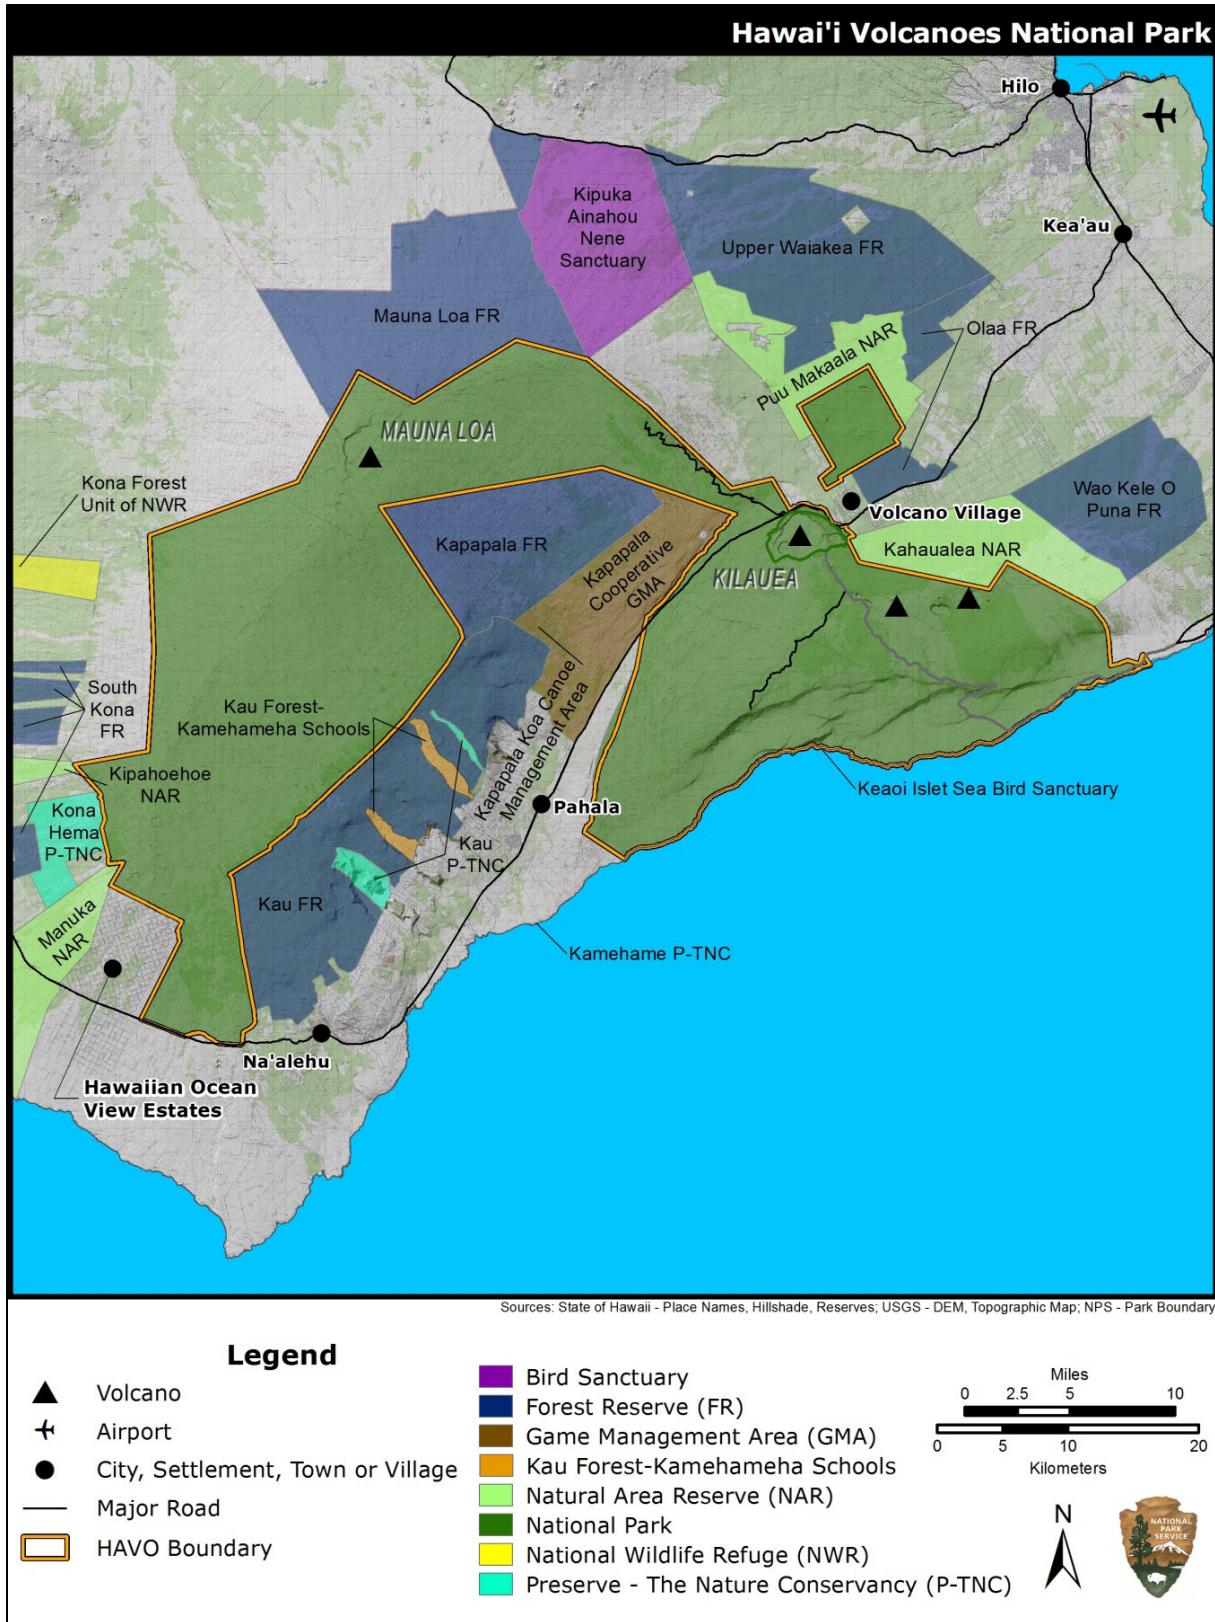 Hawai'i Volcanoes National Park
Hilo
Kipuka
Ainahou
Nene
Sanctuary
Kea'au
Upper Waiakea FR
Mauna Loa FR
Olaa FR
Puu Makaala NAR
MAUNA LOA
Kona Forest
Unit of NWR
Wao Kele O
Puna FR
Volcano Village
Kapapala FR
Kapapala
Cooperative
GMA
Kahaualea NAR
KILAUEA
South
Kona
FR
Kau Forest-
Kamehameha Schools
Kapapala Koa Canoe
Management Area
Kipahoehoe
NAR
Keaoi Islet Sea Bird Sanctuary
Kona
Hema
P-TNC
Pahala
Kau
P-TNC
Kau FR
Manuka
NAR
Kamehame P-TNC
Na'alehu
Hawaiian Ocean
View Estates
Sources: State of Hawaii - Place Names, Hillshade, Reserves; USGS - DEM, Topographic Map; NPS - Park Boundary
Legend
Volcano
Airport
City, Settlement, Town or Village
Major Road
HAVO Boundary
Bird Sanctuary
Forest Reserve (FR)
Game Management Area (GMA)
Kau Forest-Kamehameha Schools
Natural Area Reserve (NAR)
National Park
National Wildlife Refuge (NWR)
Preserve - The Nature Conservancy (P-TNC)
Miles
0 2.5 5 10
0 5 10 20
Kilometers
N
NATIONAL
PARK
SERVICE